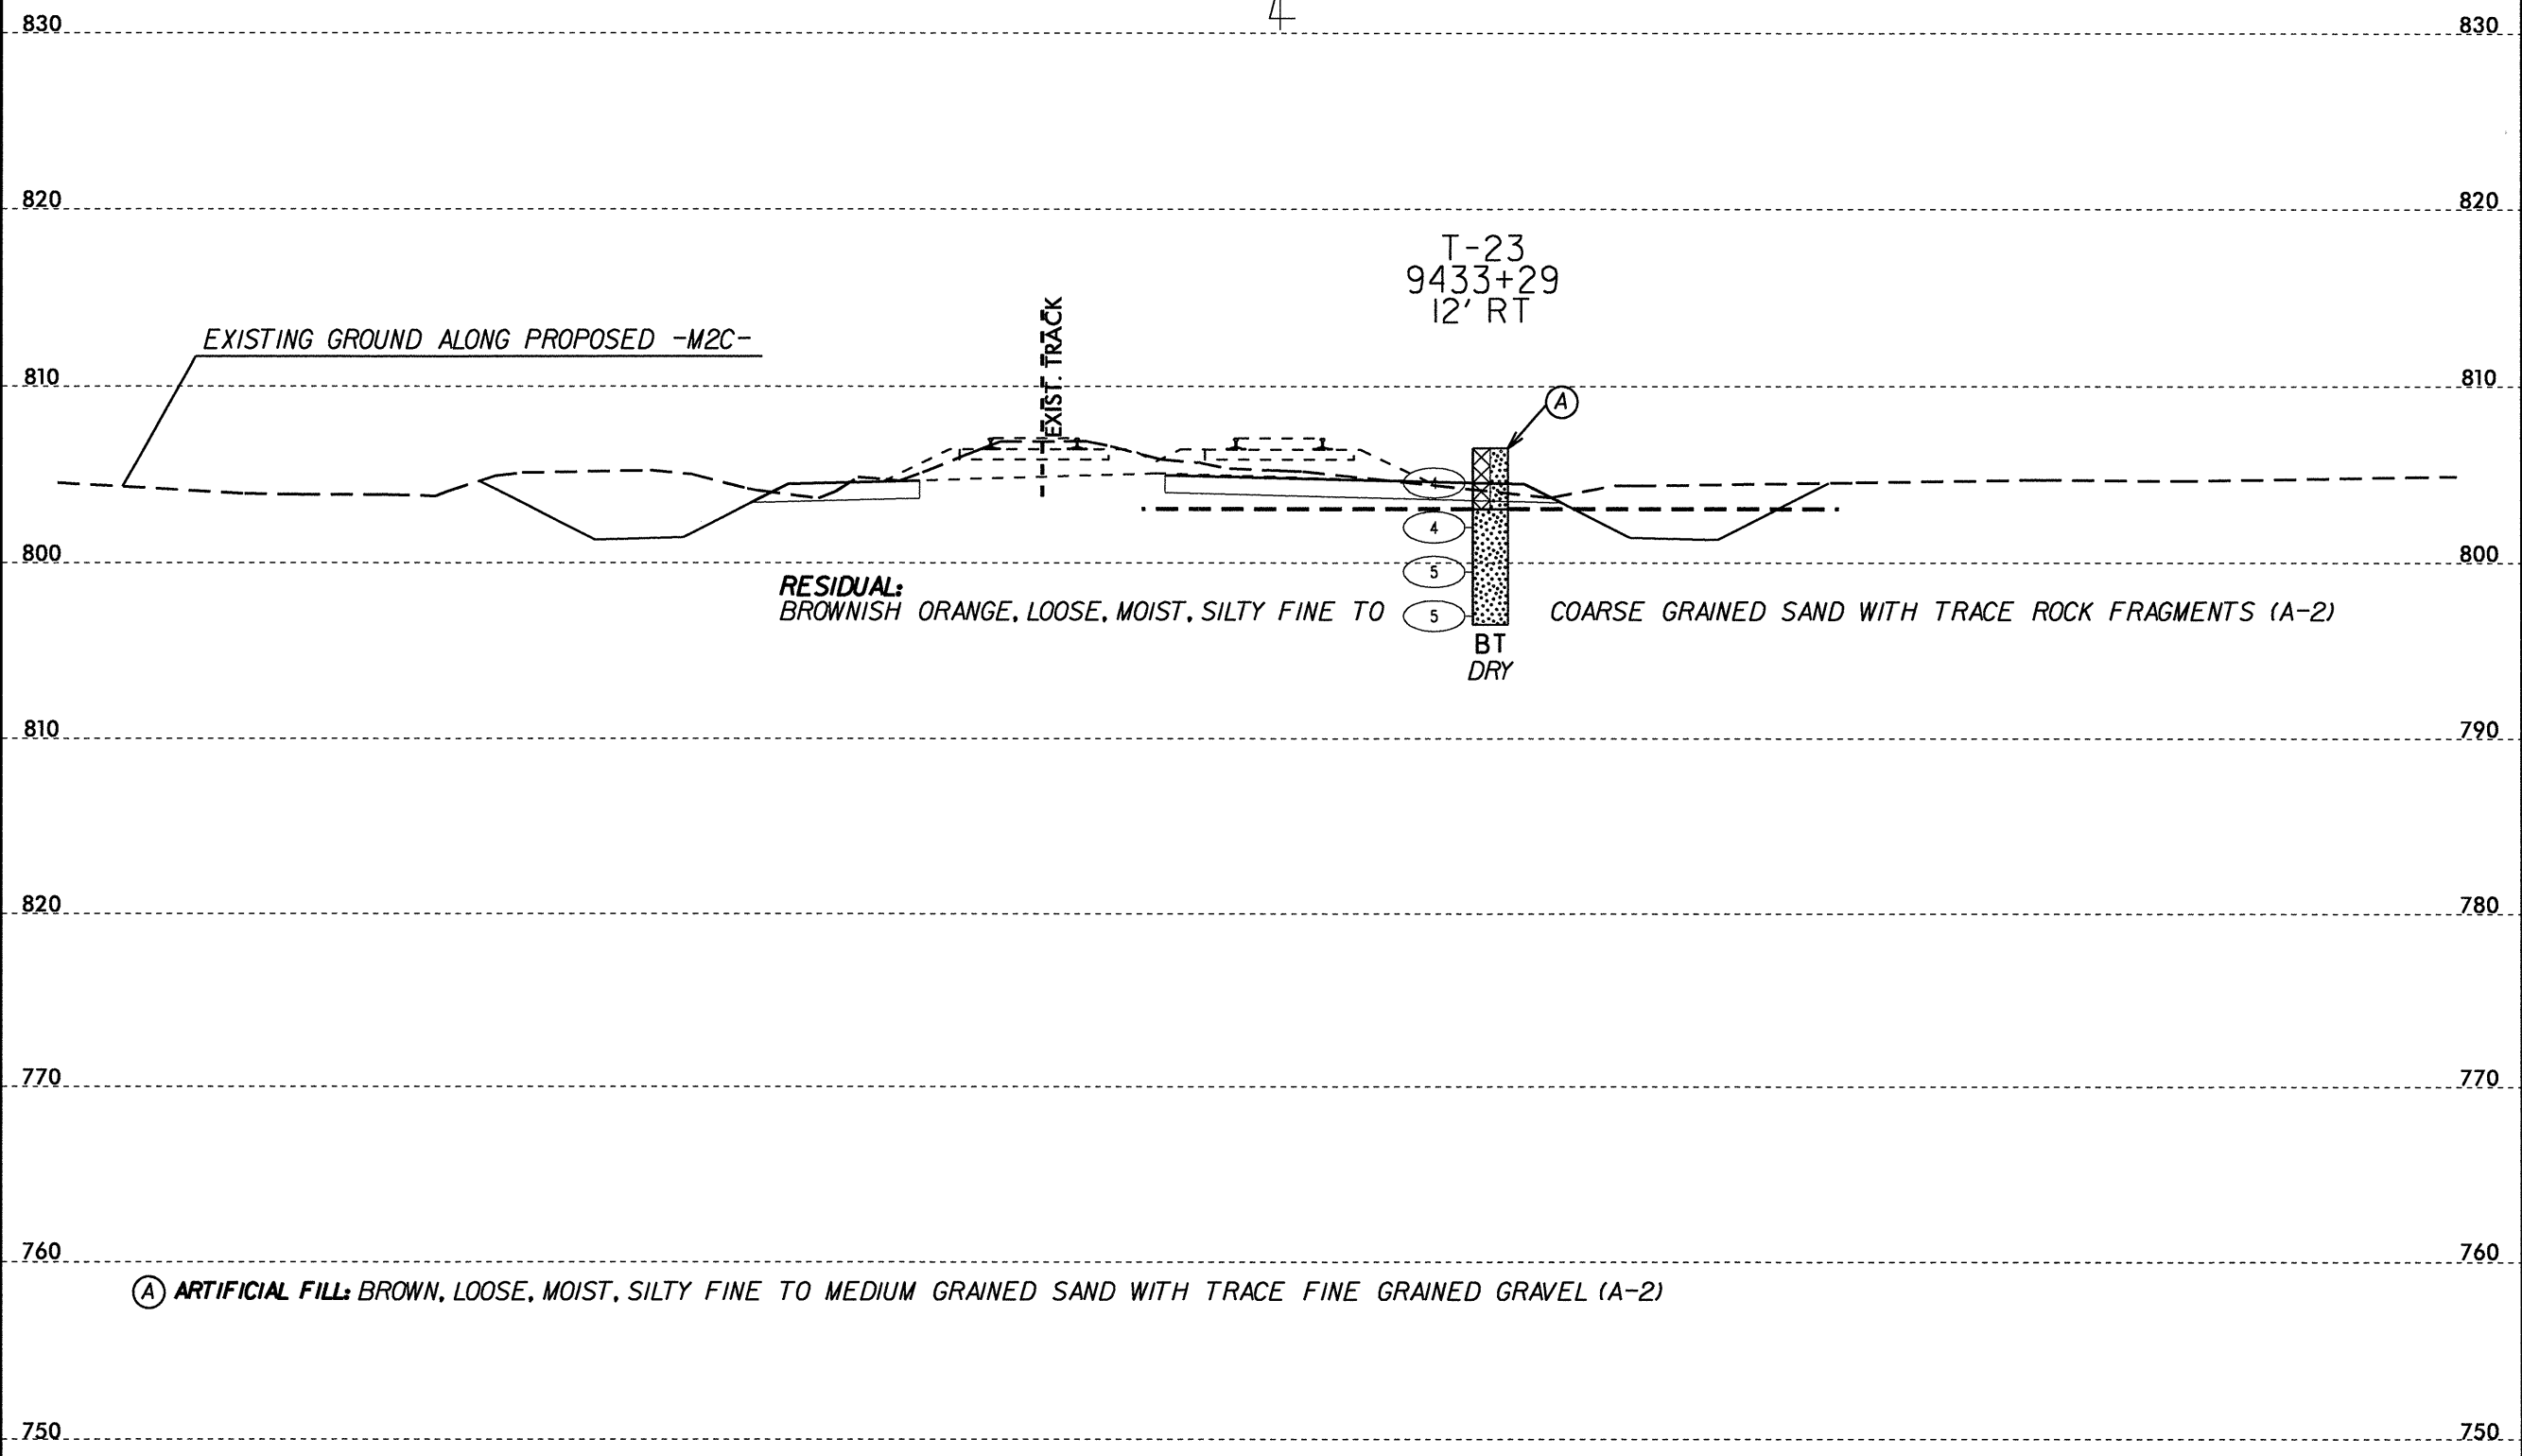 4
830 830
820 820
T-23
9433+29
12' RT
EXIST. TRACK
EXISTING GROUND ALONG PROPOSED -M2C-
810 810
A
4
4
800 800
5
RESIDUAL:
BROWNISH ORANGE, LOOSE, MOIST, SILTY FINE TO 5 COARSE GRAINED SAND WITH TRACE ROCK FRAGMENTS (A-2)
BT
DRY
810 790
820 780
770 770
760 760
A ARTIFICIAL FILL: BROWN, LOOSE, MOIST, SILTY FINE TO MEDIUM GRAINED SAND WITH TRACE FINE GRAINED GRAVEL (A-2)
750 750